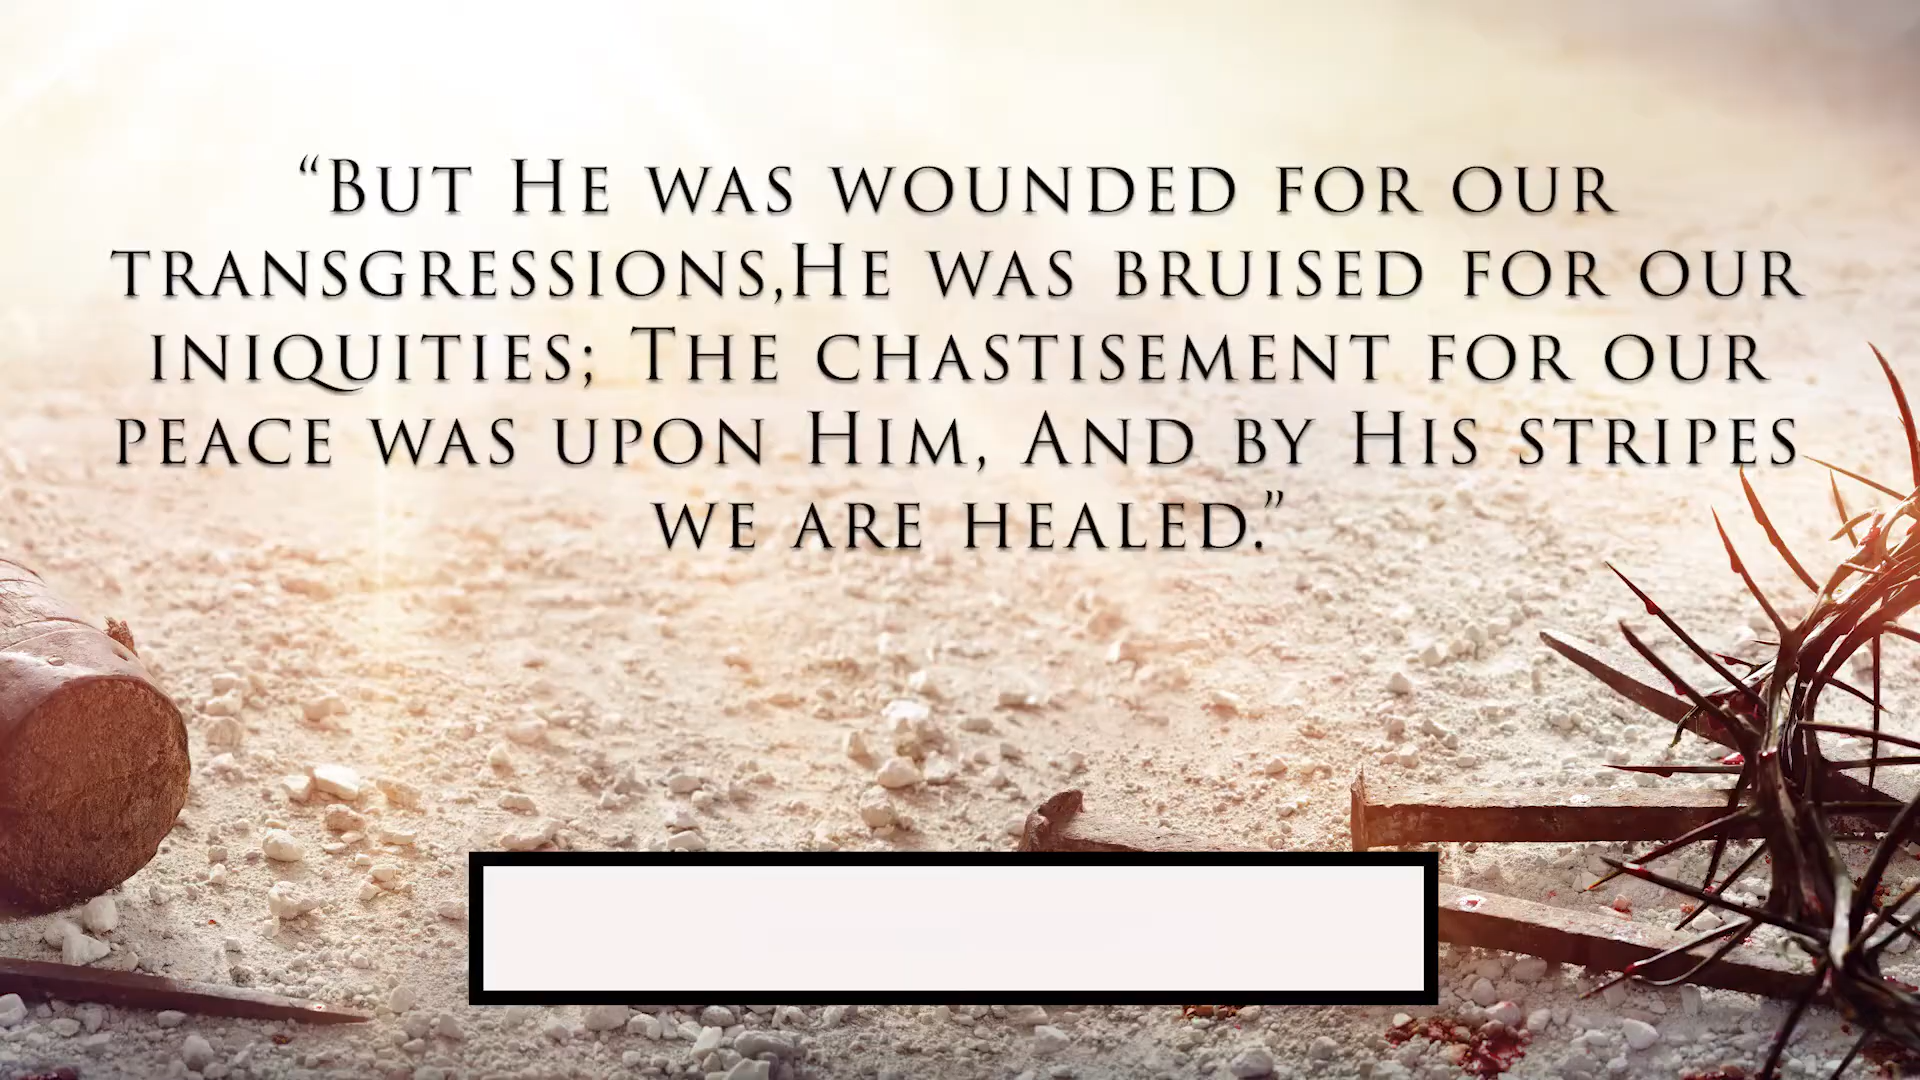 “But He was wounded for our
transgressions,He was bruised for our
iniquities; The chastisement for our
peace was upon Him, And by His stripes
we are healed.”